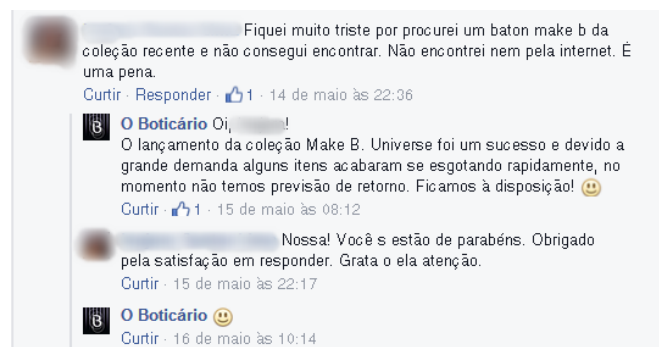 Fiquei muito triste por procurei um baton make b da
coleção recente e não consegui encontrar. Não encontrei nem pela internet. É
uma pena.
Curtir · Responder · 1 · 14 de maio às 22:36
O Boticário Oi, !
O lançamento da coleção Make B. Universe foi um sucesso e devido a
grande demanda alguns itens acabaram se esgotando rapidamente, no
momento não temos previsão de retorno. Ficamos à disposição!
Curtir · 1 · 15 de maio às 08:12
Nossa! Você s estão de parabéns. Obrigado
pela satisfação em responder. Grata o ela atenção.
Curtir · 15 de maio às 22:17
O Boticário
Curtir · 16 de maio às 10:14